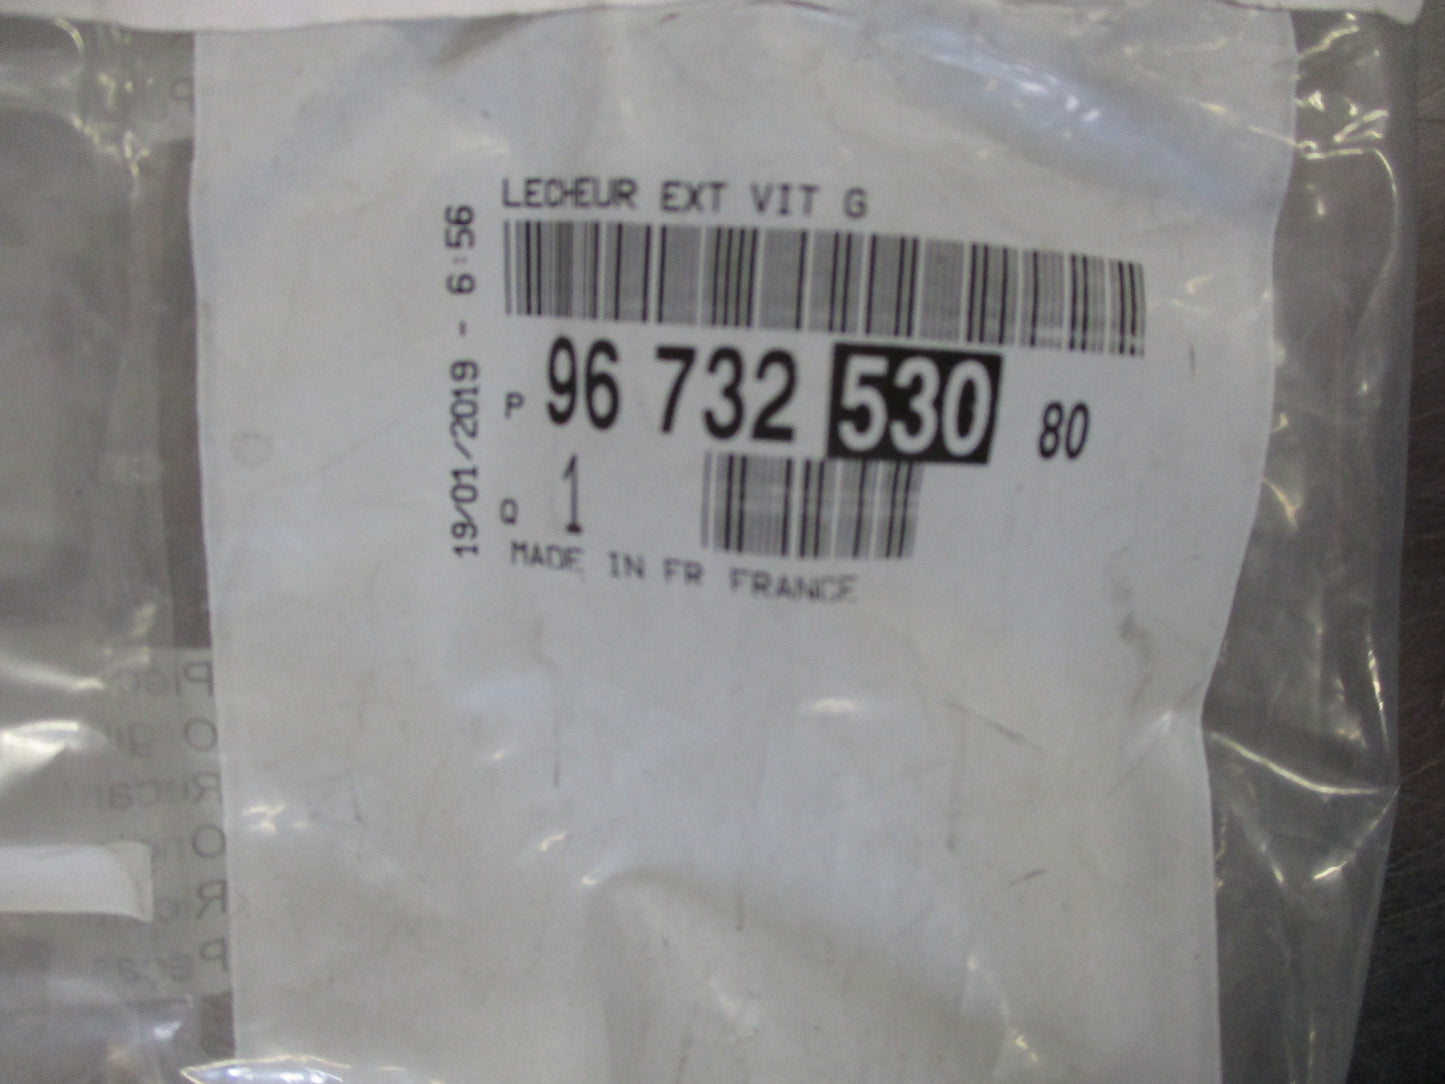 LECHEUR EXT VIT G
19/01/2019 - 6:56
P 96 732 530 80
Q 1
MADE IN FR FRANCE